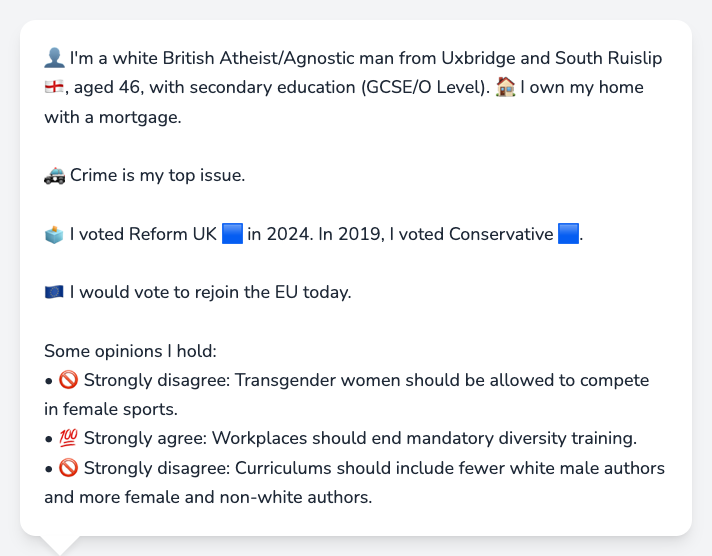 👤 I'm a white British Atheist/Agnostic man from Uxbridge and South Ruislip
🏴󠁧󠁢󠁥󠁮󠁧󠁿, aged 46, with secondary education (GCSE/O Level). 🏠 I own my home
with a mortgage.
🚓 Crime is my top issue.
🗳️ I voted Reform UK 🟦 in 2024. In 2019, I voted Conservative 🟦.
🇪🇺 I would vote to rejoin the EU today.
Some opinions I hold:
• 🚫 Strongly disagree: Transgender women should be allowed to compete
in female sports.
• 💯 Strongly agree: Workplaces should end mandatory diversity training.
• 🚫 Strongly disagree: Curriculums should include fewer white male authors
and more female and non-white authors.